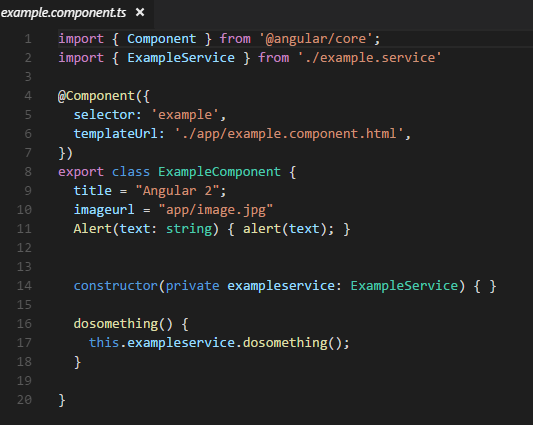 example.component.ts ×
1 import { Component } from '@angular/core';
2 import { ExampleService } from './example.service'
3
4 @Component({
5   selector: 'example',
6   templateUrl: './app/example.component.html',
7 })
8 export class ExampleComponent {
9   title = "Angular 2";
10   imageurl = "app/image.jpg"
11   Alert(text: string) { alert(text); }
12
13
14   constructor(private exampleservice: ExampleService) { }
15
16   dosomething() {
17     this.exampleservice.dosomething();
18   }
19
20 }